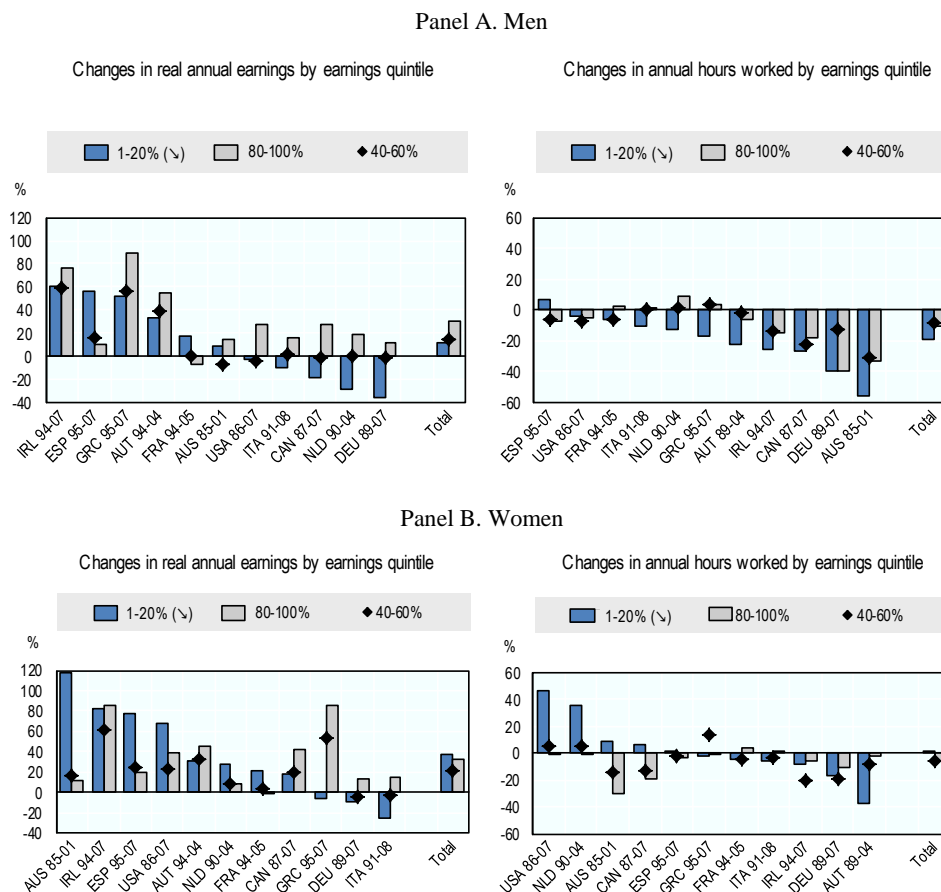 Panel A. Men
Changes in real annual earnings by earnings quintile
1-20% (↘) 80-100% 40-60%
%
120
100
80
60
40
20
0
-20
-40
IRL 94-07
ESP 95-07
GRC 95-07
AUT 94-04
FRA 94-05
AUS 85-01
USA 86-07
ITA 91-08
CAN 87-07
NLD 90-04
DEU 89-07
Total
Changes in annual hours worked by earnings quintile
1-20% (↘) 80-100% 40-60%
%
60
40
20
0
-20
-40
-60
ESP 95-07
USA 86-07
FRA 94-05
ITA 91-08
NLD 90-04
GRC 95-07
AUT 89-04
IRL 94-07
CAN 87-07
DEU 89-07
AUS 85-01
Total
Panel B. Women
Changes in real annual earnings by earnings quintile
1-20% (↘) 80-100% 40-60%
%
120
100
80
60
40
20
0
-20
-40
AUS 85-01
IRL 94-07
ESP 95-07
USA 86-07
AUT 94-04
NLD 90-04
FRA 94-05
CAN 87-07
GRC 95-07
DEU 89-07
ITA 91-08
Total
Changes in annual hours worked by earnings quintile
1-20% (↘) 80-100% 40-60%
%
60
40
20
0
-20
-40
-60
USA 86-07
NLD 90-04
AUS 85-01
CAN 87-07
ESP 95-07
GRC 95-07
FRA 94-05
ITA 91-08
IRL 94-07
DEU 89-07
AUT 89-04
Total